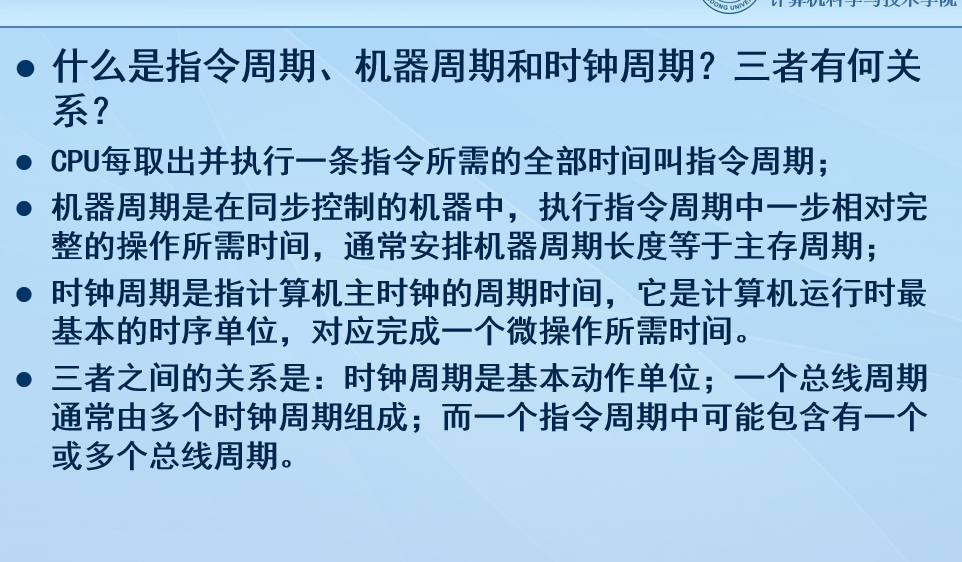 计算机科学与技术学院
● 什么是指令周期、机器周期和时钟周期？三者有何关
系？
● CPU每取出并执行一条指令所需的全部时间叫指令周期；
● 机器周期是在同步控制的机器中，执行指令周期中一步相对完
整的操作所需时间，通常安排机器周期长度等于主存周期；
● 时钟周期是指计算机主时钟的周期时间，它是计算机运行时最
基本的时序单位，对应完成一个微操作所需时间。
● 三者之间的关系是：时钟周期是基本动作单位；一个总线周期
通常由多个时钟周期组成；而一个指令周期中可能包含有一个
或多个总线周期。